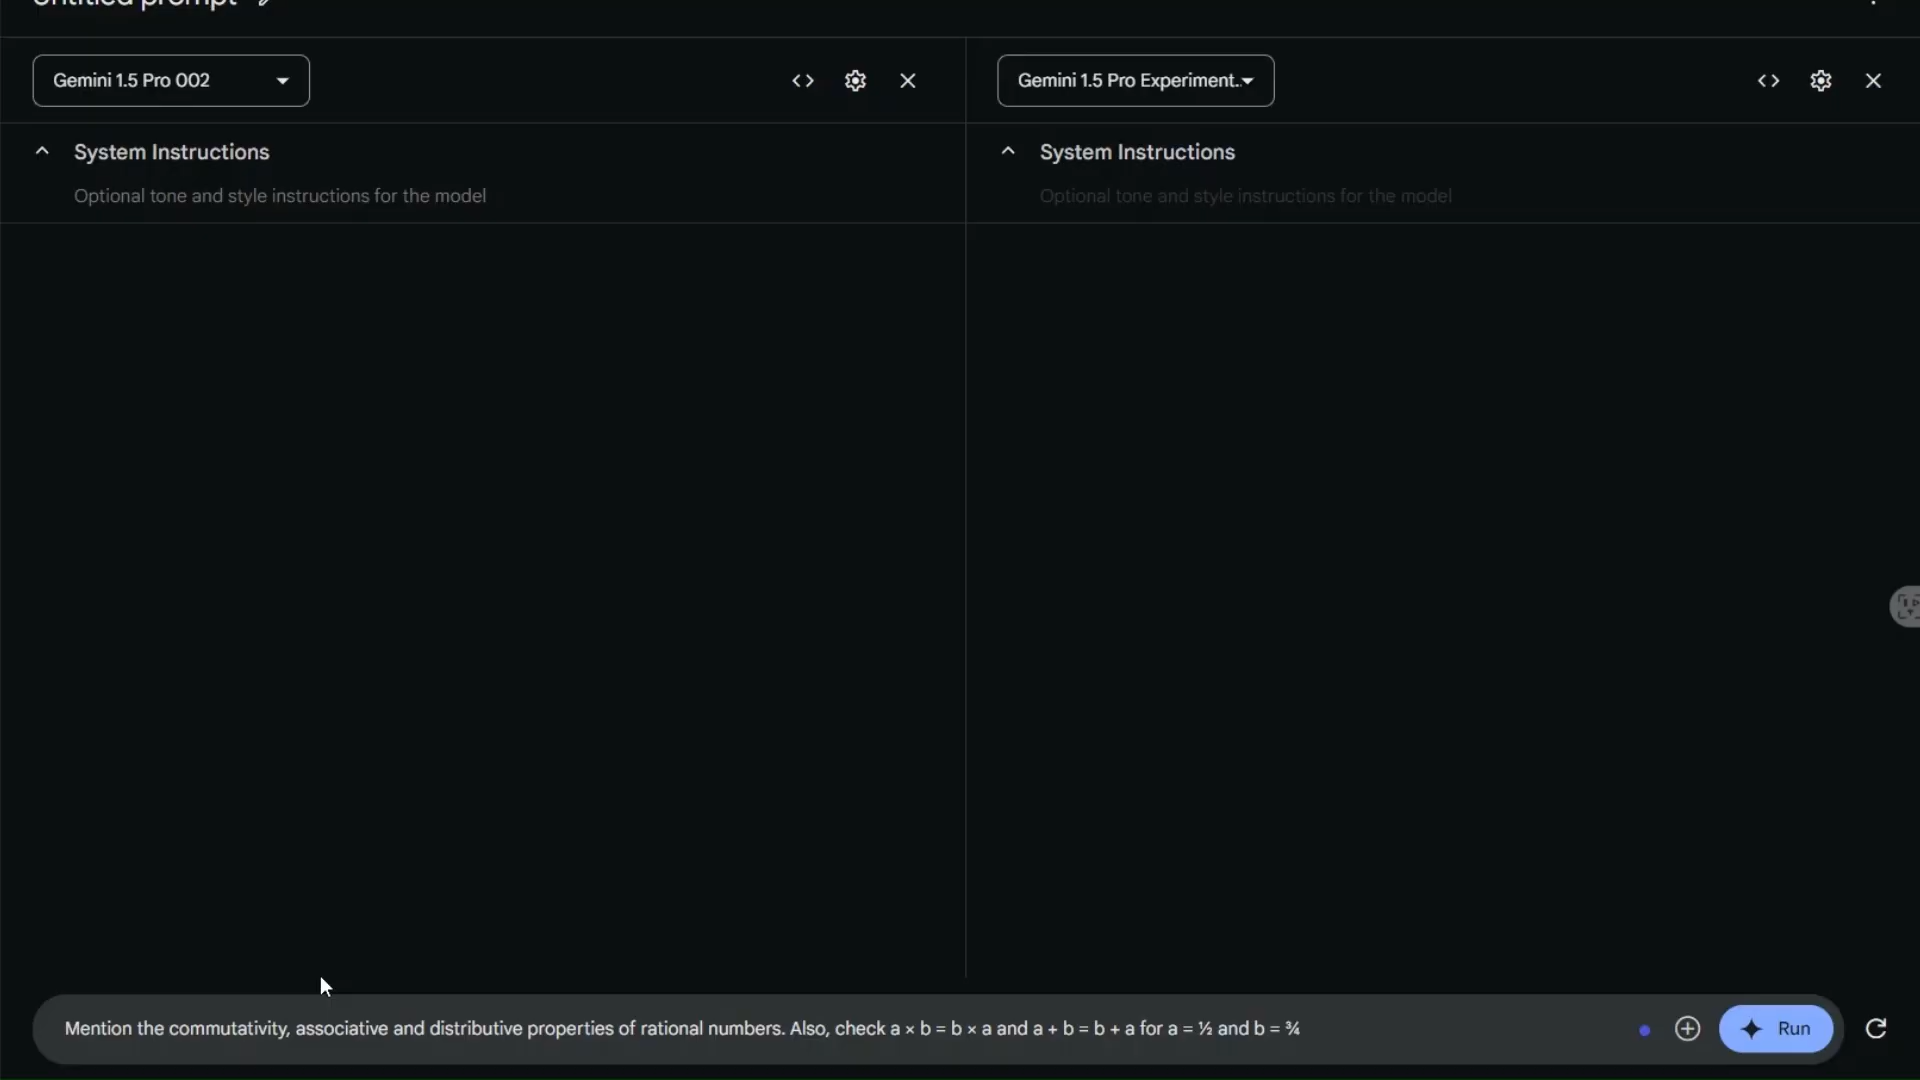 Untitled prompt
Gemini 1.5 Pro 002
Gemini 1.5 Pro Experiment..
System Instructions
System Instructions
Optional tone and style instructions for the model
Optional tone and style instructions for the model
Mention the commutativity, associative and distributive properties of rational numbers. Also, check a × b = b × a and a + b = b + a for a = ½ and b = ¾
Run